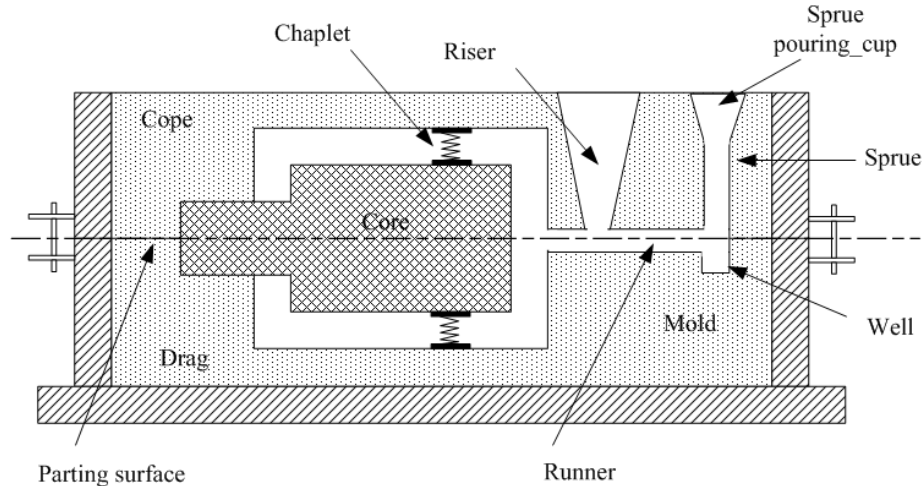 Sprue
pouring_cup
Chaplet
Riser
Cope
Sprue
Core
Mold
Well
Drag
Parting surface
Runner